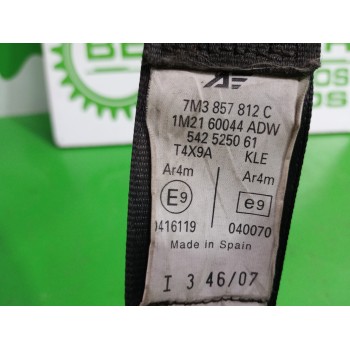 7M3 857 812 C
1M21 60044 ADW
542 5250 61
T4X9A KLE
Ar4m Ar4m
E9 e9
0416119 040070
Made in Spain
I 3 46/07